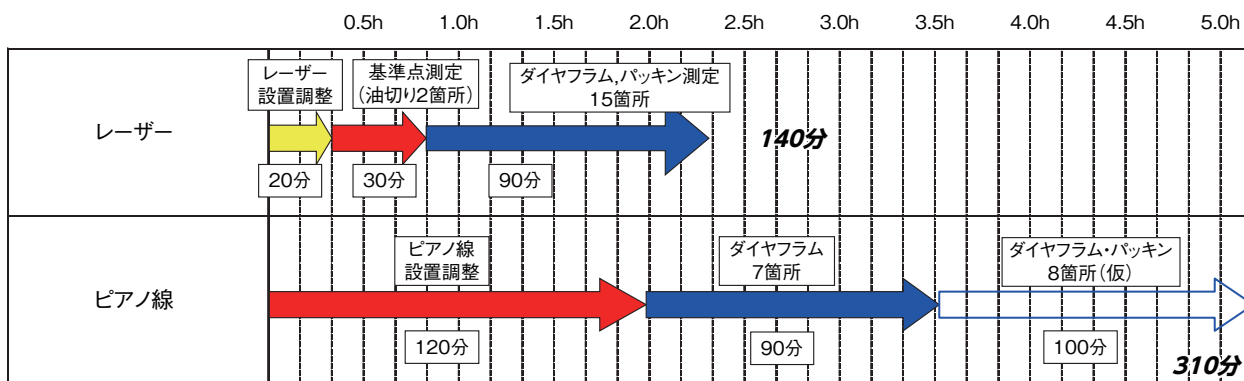 0.5h 1.0h 1.5h 2.0h 2.5h 3.0h 3.5h 4.0h 4.5h 5.0h
レーザー
レーザー
設置調整
基準点測定
(油切り2箇所)
ダイヤフラム,パッキン測定
15箇所
140分
20分
30分
90分
ピアノ線
ピアノ線
設置調整
ダイヤフラム
7箇所
ダイヤフラム・パッキン
8箇所(仮)
120分
90分
100分
310分